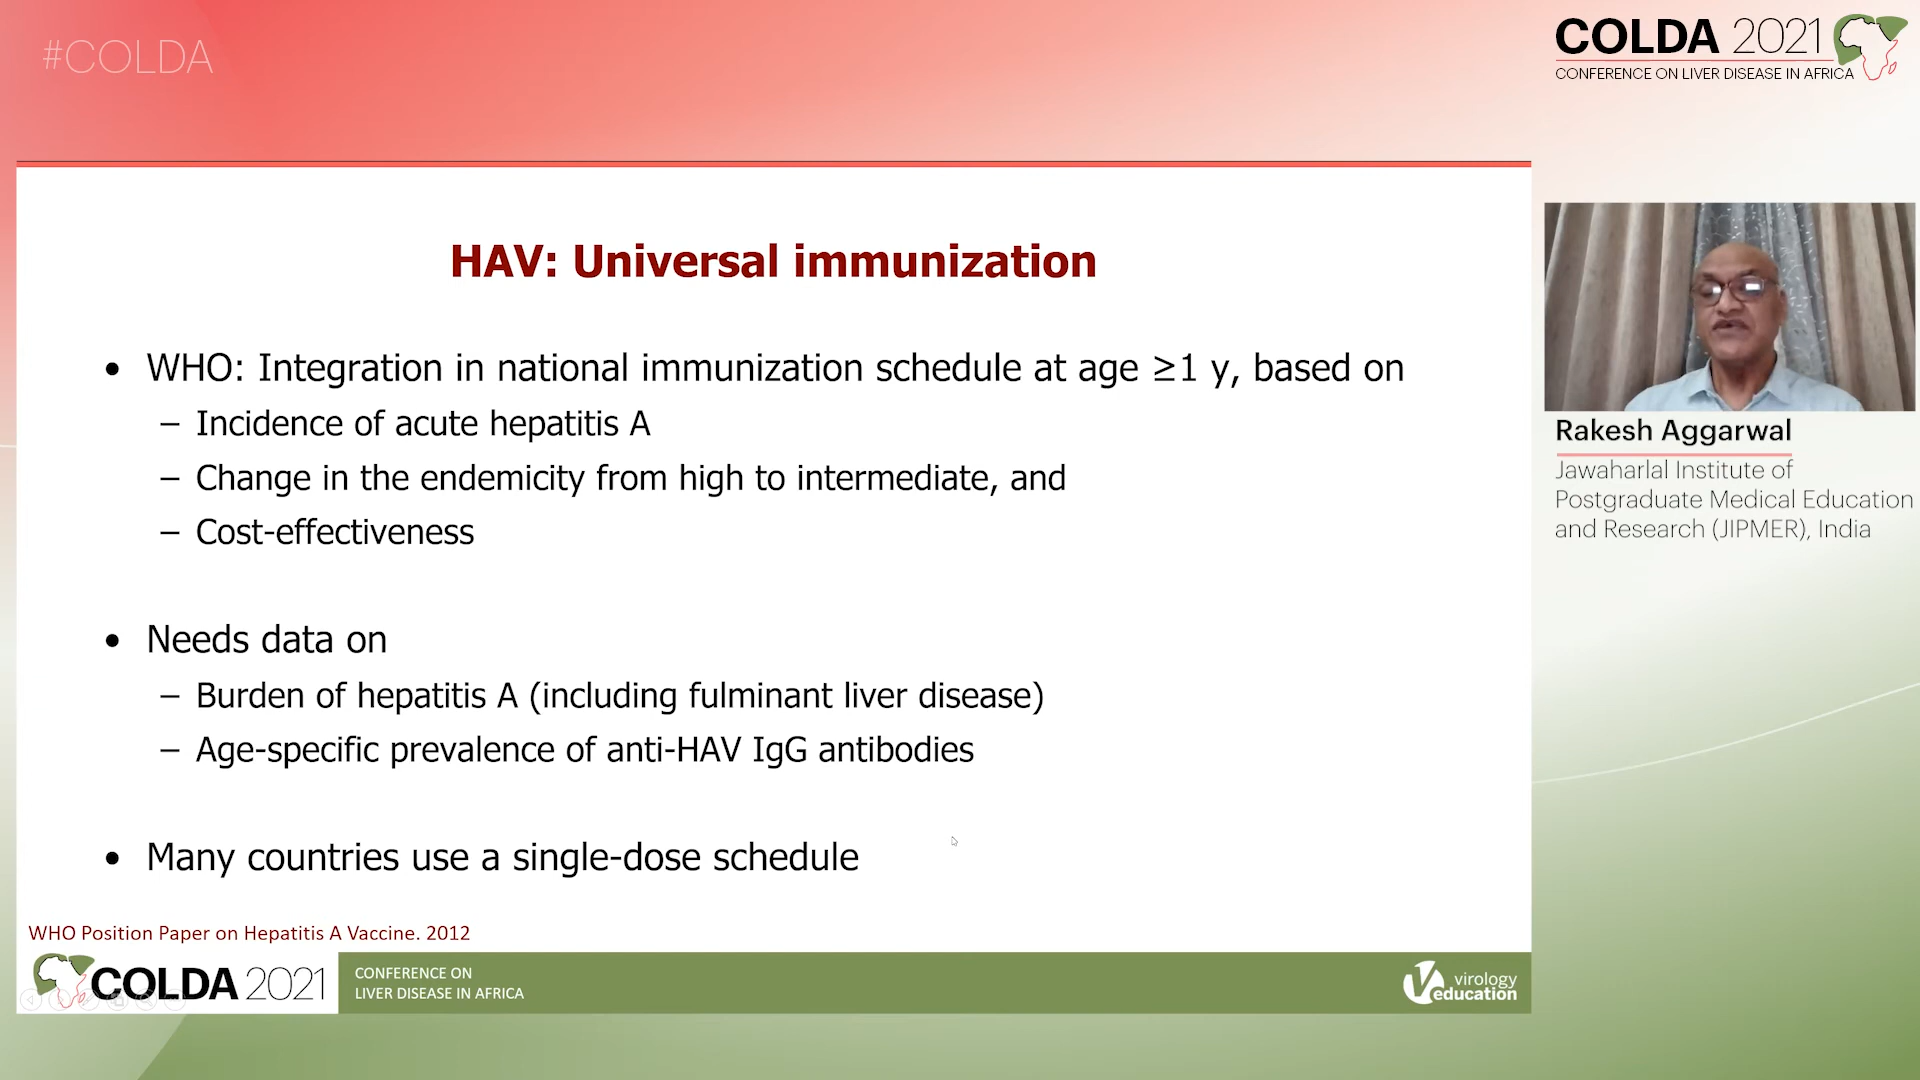 #COLDA
COLDA 2021
CONFERENCE ON LIVER DISEASE IN AFRICA
HAV: Universal immunization
• WHO: Integration in national immunization schedule at age ≥1 y, based on
– Incidence of acute hepatitis A
– Change in the endemicity from high to intermediate, and
– Cost-effectiveness
• Needs data on
– Burden of hepatitis A (including fulminant liver disease)
– Age-specific prevalence of anti-HAV IgG antibodies
• Many countries use a single-dose schedule
WHO Position Paper on Hepatitis A Vaccine. 2012
COLDA 2021
CONFERENCE ON
LIVER DISEASE IN AFRICA
virology
education
Rakesh Aggarwal
Jawaharlal Institute of
Postgraduate Medical Education
and Research (JIPMER), India